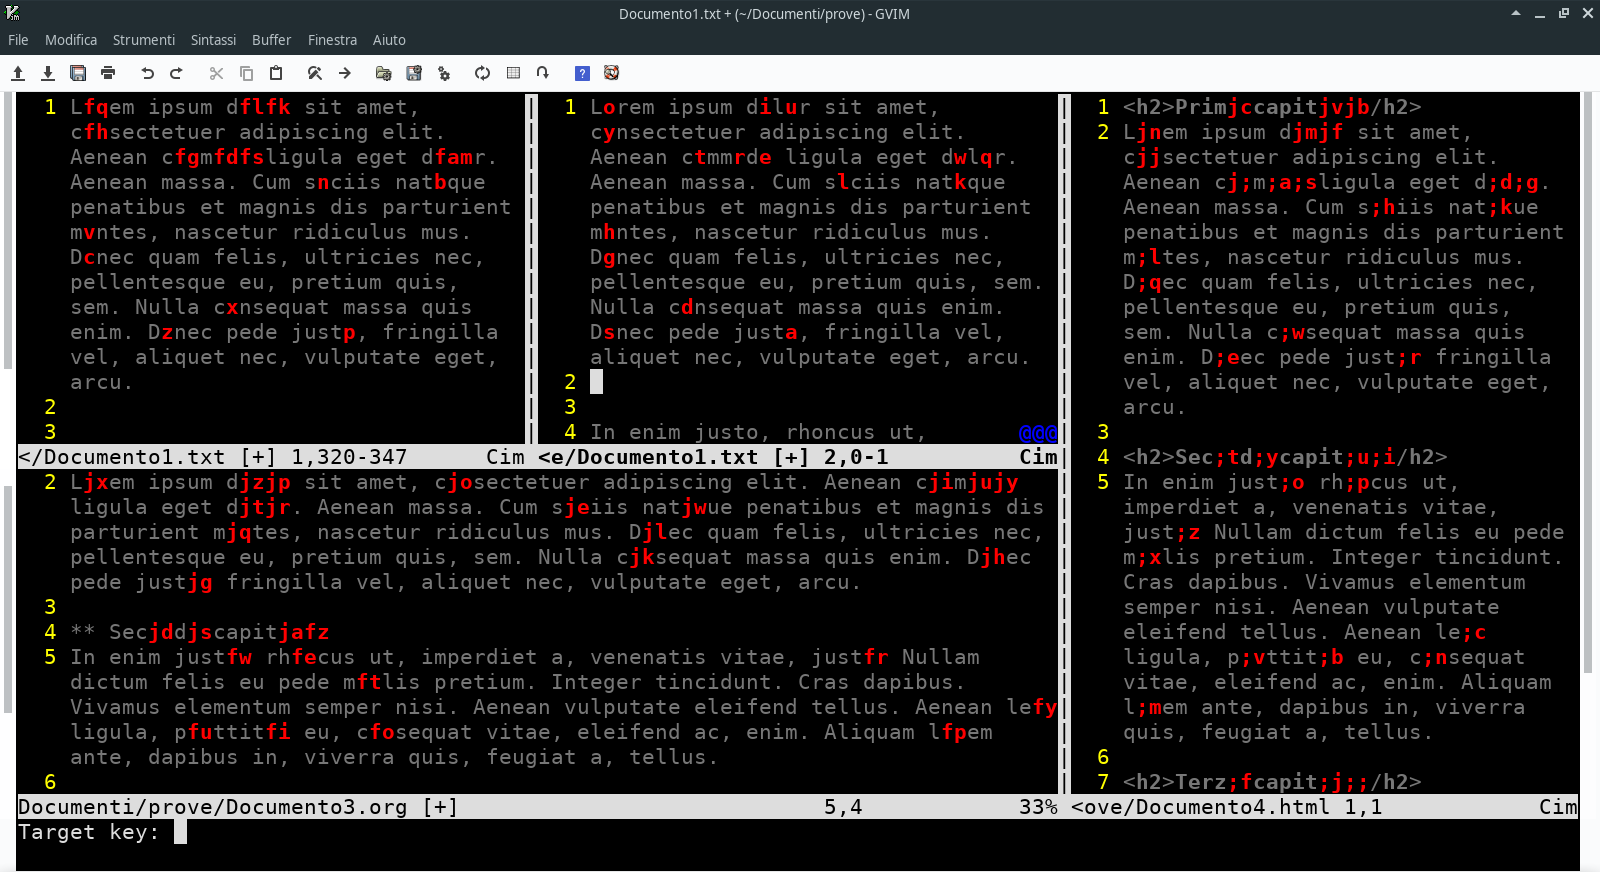 Documento1.txt + (~/Documenti/prove) - GVIM
File Modifica Strumenti Sintassi Buffer Finestra Aiuto
1 Lfqem ipsum dflfk sit amet,
cfhsectetuer adipiscing elit.
Aenean cfgmfdfsligula eget dfamr.
Aenean massa. Cum snciis natbque
penatibus et magnis dis parturient
mvntes, nascetur ridiculus mus.
Dcnec quam felis, ultricies nec,
pellentesque eu, pretium quis,
sem. Nulla cxnsequat massa quis
enim. Dznec pede justp, fringilla
vel, aliquet nec, vulputate eget,
arcu.
2
3
</Documento1.txt [+] 1,320-347 Cim
1 Lorem ipsum dilur sit amet,
cynsectetuer adipiscing elit.
Aenean ctmmrde ligula eget dwlqr.
Aenean massa. Cum slciis natkque
penatibus et magnis dis parturient
mhntes, nascetur ridiculus mus.
Dgnec quam felis, ultricies nec,
pellentesque eu, pretium quis, sem.
Nulla cdnsequat massa quis enim.
Dsnec pede justa, fringilla vel,
aliquet nec, vulputate eget, arcu.
2
3
4 In enim justo, rhoncus ut, @@@
<e/Documento1.txt [+] 2,0-1 Cim
2 Ljxem ipsum djzjp sit amet, cjosectetuer adipiscing elit. Aenean cjimjujy
ligula eget djtjr. Aenean massa. Cum sjeiis natjwue penatibus et magnis dis
parturient mjqtes, nascetur ridiculus mus. Djlec quam felis, ultricies nec,
pellentesque eu, pretium quis, sem. Nulla cjksequat massa quis enim. Djhec
pede justjg fringilla vel, aliquet nec, vulputate eget, arcu.
3
4 ** Secjddjscapitjafz
5 In enim justfw rhfecus ut, imperdiet a, venenatis vitae, justfr Nullam
dictum felis eu pede mftlis pretium. Integer tincidunt. Cras dapibus.
Vivamus elementum semper nisi. Aenean vulputate eleifend tellus. Aenean lefy
ligula, pfuttitfi eu, cfosequat vitae, eleifend ac, enim. Aliquam lfpem
ante, dapibus in, viverra quis, feugiat a, tellus.
6
Documenti/prove/Documento3.org [+] 5,4 33%
1 <h2>Primjccapitjvjb/h2>
2 Ljnem ipsum djmjf sit amet,
cjjsectetuer adipiscing elit.
Aenean cj;m;a;sligula eget d;d;g.
Aenean massa. Cum s;hiis nat;kue
penatibus et magnis dis parturient
m;ltes, nascetur ridiculus mus.
D;qec quam felis, ultricies nec,
pellentesque eu, pretium quis,
sem. Nulla c;wsequat massa quis
enim. D;eec pede just;r fringilla
vel, aliquet nec, vulputate eget,
arcu.
3
4 <h2>Sec;td;ycapit;u;i/h2>
5 In enim just;o rh;pcus ut,
imperdiet a, venenatis vitae,
just;z Nullam dictum felis eu pede
m;xlis pretium. Integer tincidunt.
Cras dapibus. Vivamus elementum
semper nisi. Aenean vulputate
eleifend tellus. Aenean le;c
ligula, p;vttit;b eu, c;nsequat
vitae, eleifend ac, enim. Aliquam
l;mem ante, dapibus in, viverra
quis, feugiat a, tellus.
6
7 <h2>Terz;fcapit;j;;/h2>
<ove/Documento4.html 1,1 Cim
Target key: